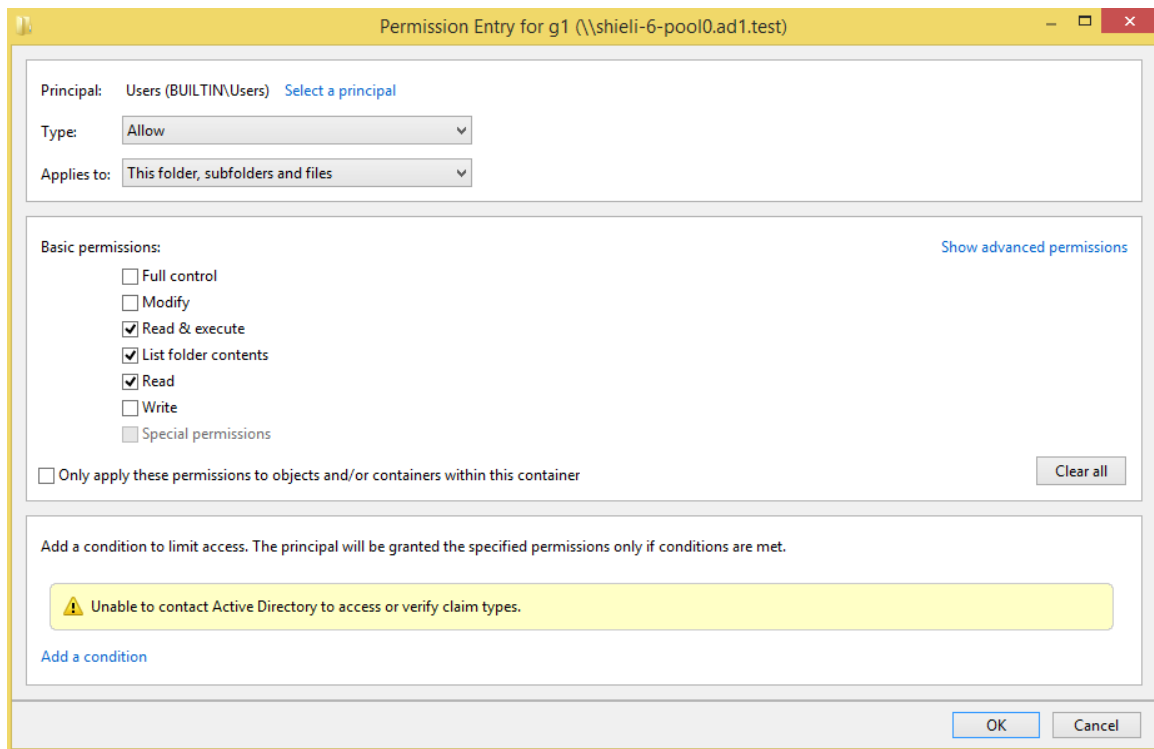 Permission Entry for g1 (\\shieli-6-pool0.ad1.test)
Principal: Users (BUILTIN\Users) Select a principal
Type: Allow
Applies to: This folder, subfolders and files
Basic permissions: Show advanced permissions
Full control
Modify
Read & execute
List folder contents
Read
Write
Special permissions
Only apply these permissions to objects and/or containers within this container Clear all
Add a condition to limit access. The principal will be granted the specified permissions only if conditions are met.
Unable to contact Active Directory to access or verify claim types.
Add a condition
OK Cancel